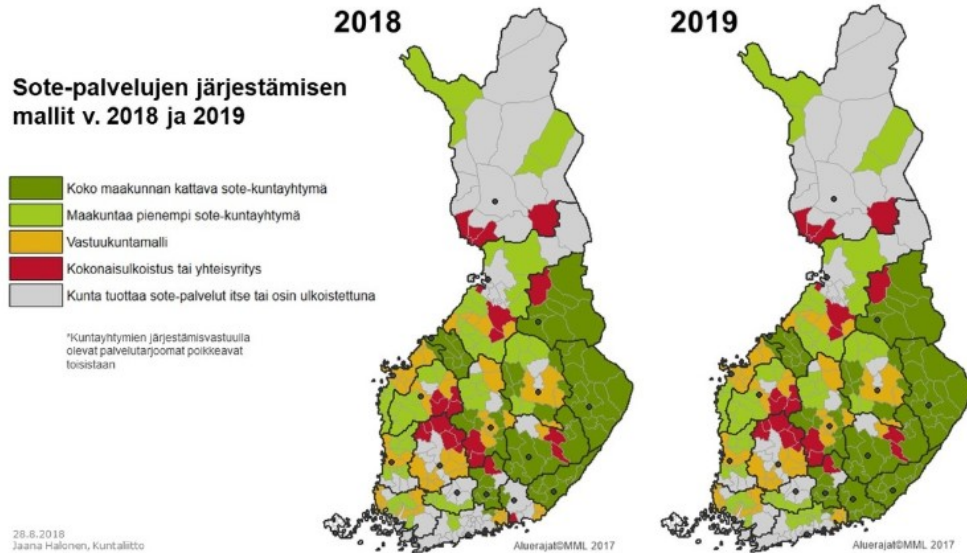 2018
2019
Sote-palvelujen järjestämisen
mallit v. 2018 ja 2019
Koko maakunnan kattava sote-kuntayhtymä
Maakuntaa pienempi sote-kuntayhtymä
Vastuukuntamalli
Kokonaisulkoistus tai yhteisyritys
Kunta tuottaa sote-palvelut itse tai osin ulkoistettuna
*Kuntayhtymien järjestämisvastuulla
olevat palvelutarjoomat poikkeavat
toisistaan
28.8.2018
Jaana Halonen, Kuntaliitto
Aluerajat©MML 2017
Aluerajat©MML 2017